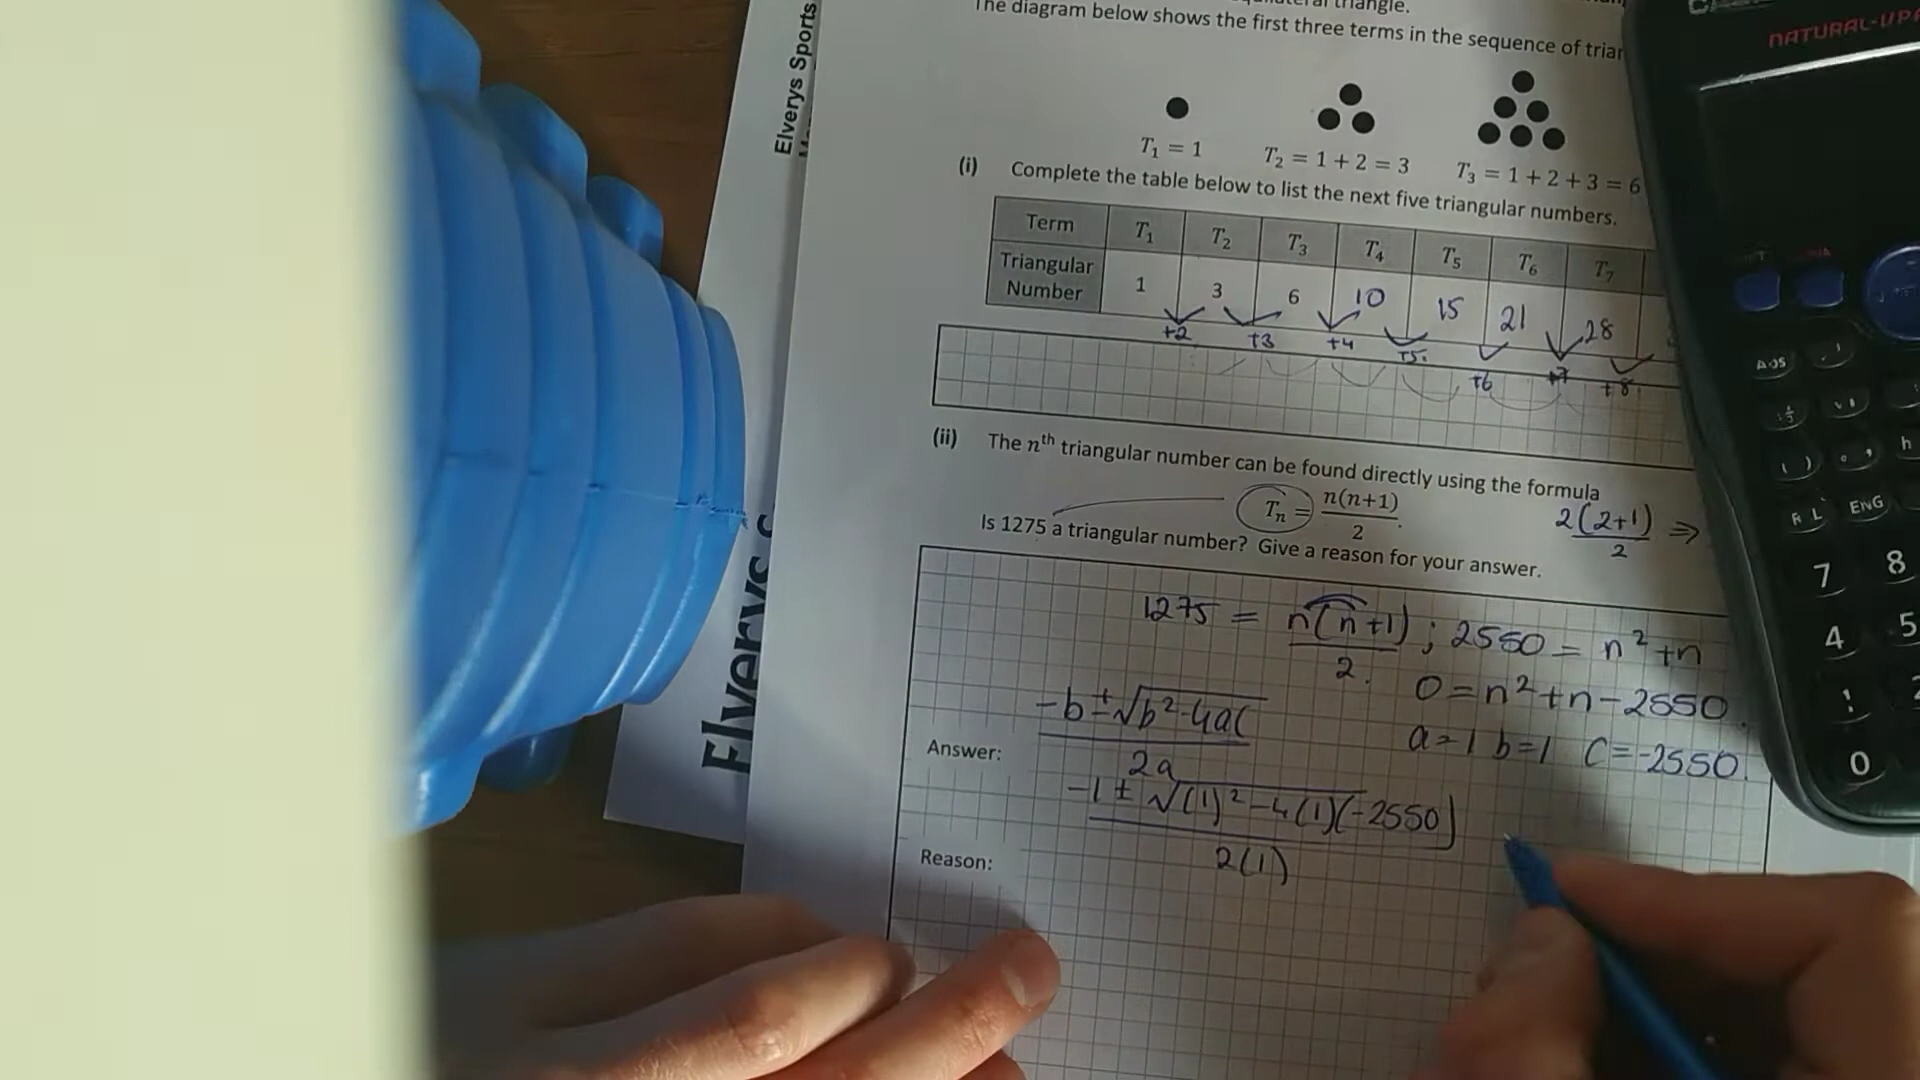 Elverys Sports
Elverys
NATURAL-V.P.A
The diagram below shows the first three terms in the sequence of
T₁ = 1
T₂ = 1 + 2 = 3
T₃ = 1 + 2 + 3 = 6
(i) Complete the table below to list the next five triangular numbers.
Term T₁ T₂ T₃ T₄ T₅ T₆ T₇
Triangular Number 1 3 6 10 15 21 28
+2 +3 +4 +5. +6 +7 +8
(ii) The nᵗʰ triangular number can be found directly using the formula
Tₙ = n(n+1)/2.
2(2+1)/2 ⇒
Is 1275 a triangular number? Give a reason for your answer.
1275 = n(n+1)/2. ; 2550 = n² + n
0 = n² + n - 2550.
a = 1 b = 1 C = -2550.
-b ± √b² - 4ac
2a
Answer:
-1 ± √(1)² - 4(1)(-2550)
2(1)
Reason:
ENG
7 8
4 5
0